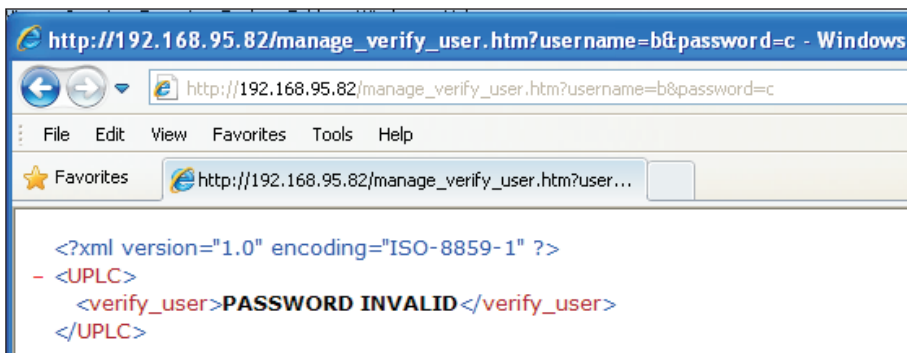 http://192.168.95.82/manage_verify_user.htm?username=b&password=c - Windows
http://192.168.95.82/manage_verify_user.htm?username=b&password=c
File Edit View Favorites Tools Help
Favorites http://192.168.95.82/manage_verify_user.htm?user...
<?xml version="1.0" encoding="ISO-8859-1" ?>
- <UPLC>
<verify_user>PASSWORD INVALID</verify_user>
</UPLC>